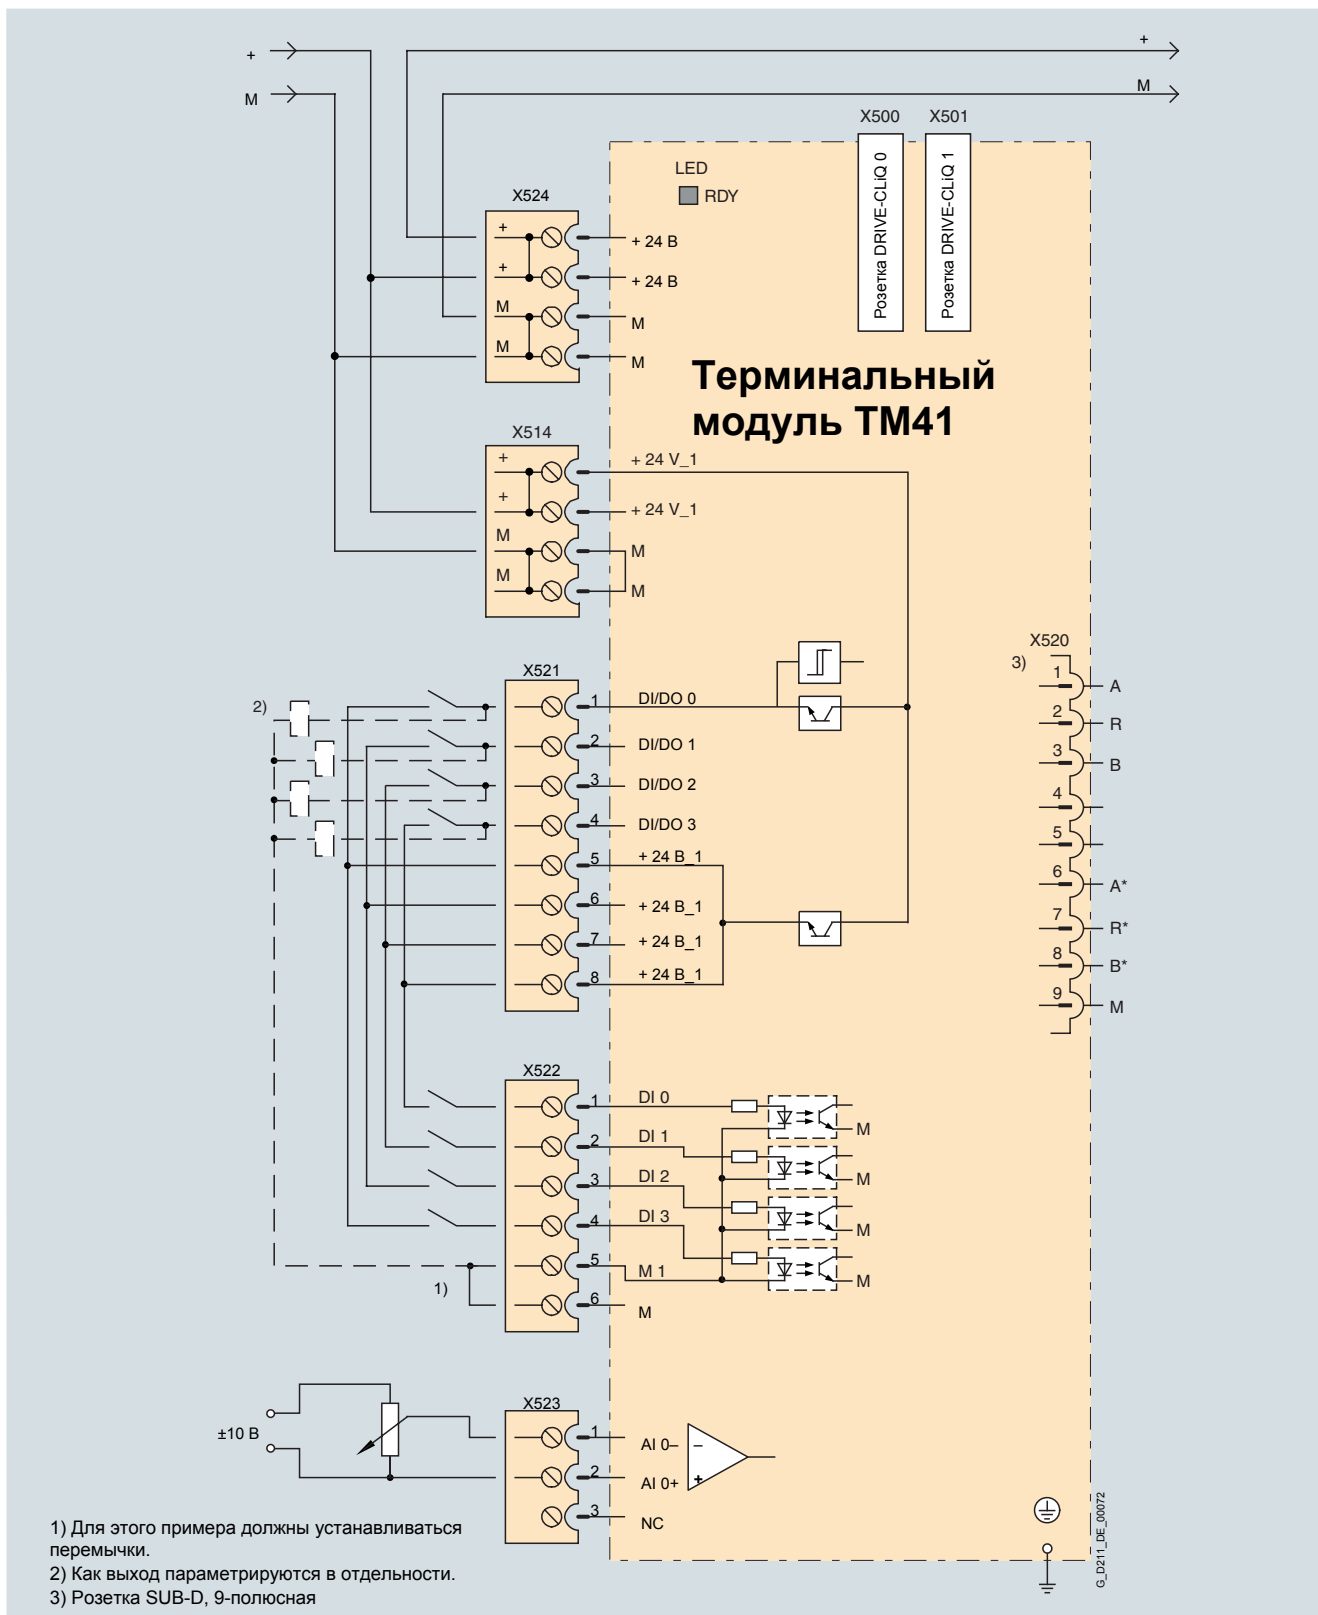 +
+
M
M
X500
X501
Розетка DRIVE-CLiQ 0
Розетка DRIVE-CLiQ 1
LED
RDY
X524
+
+ 24 В
+
+ 24 В
M
M
M
M
Терминальный
модуль TM41
X514
+
+ 24 V_1
+
+ 24 V_1
M
M
M
M
X520
3)
1
A
2
R
3
B
4
5
6
A*
7
R*
8
B*
9
M
X521
2)
1
DI/DO 0
2
DI/DO 1
3
DI/DO 2
4
DI/DO 3
5
+ 24 В_1
6
+ 24 В_1
7
+ 24 В_1
8
+ 24 В_1
X522
1
DI 0
M
2
DI 1
M
3
DI 2
M
4
DI 3
M
5
M 1
1)
6
M
X523
±10 В
1
AI 0–
–
2
AI 0+
+
3
NC
1) Для этого примера должны устанавливаться
перемычки.
2) Как выход параметрируются в отдельности.
3) Розетка SUB-D, 9-полюсная
G_D211_DE_00072